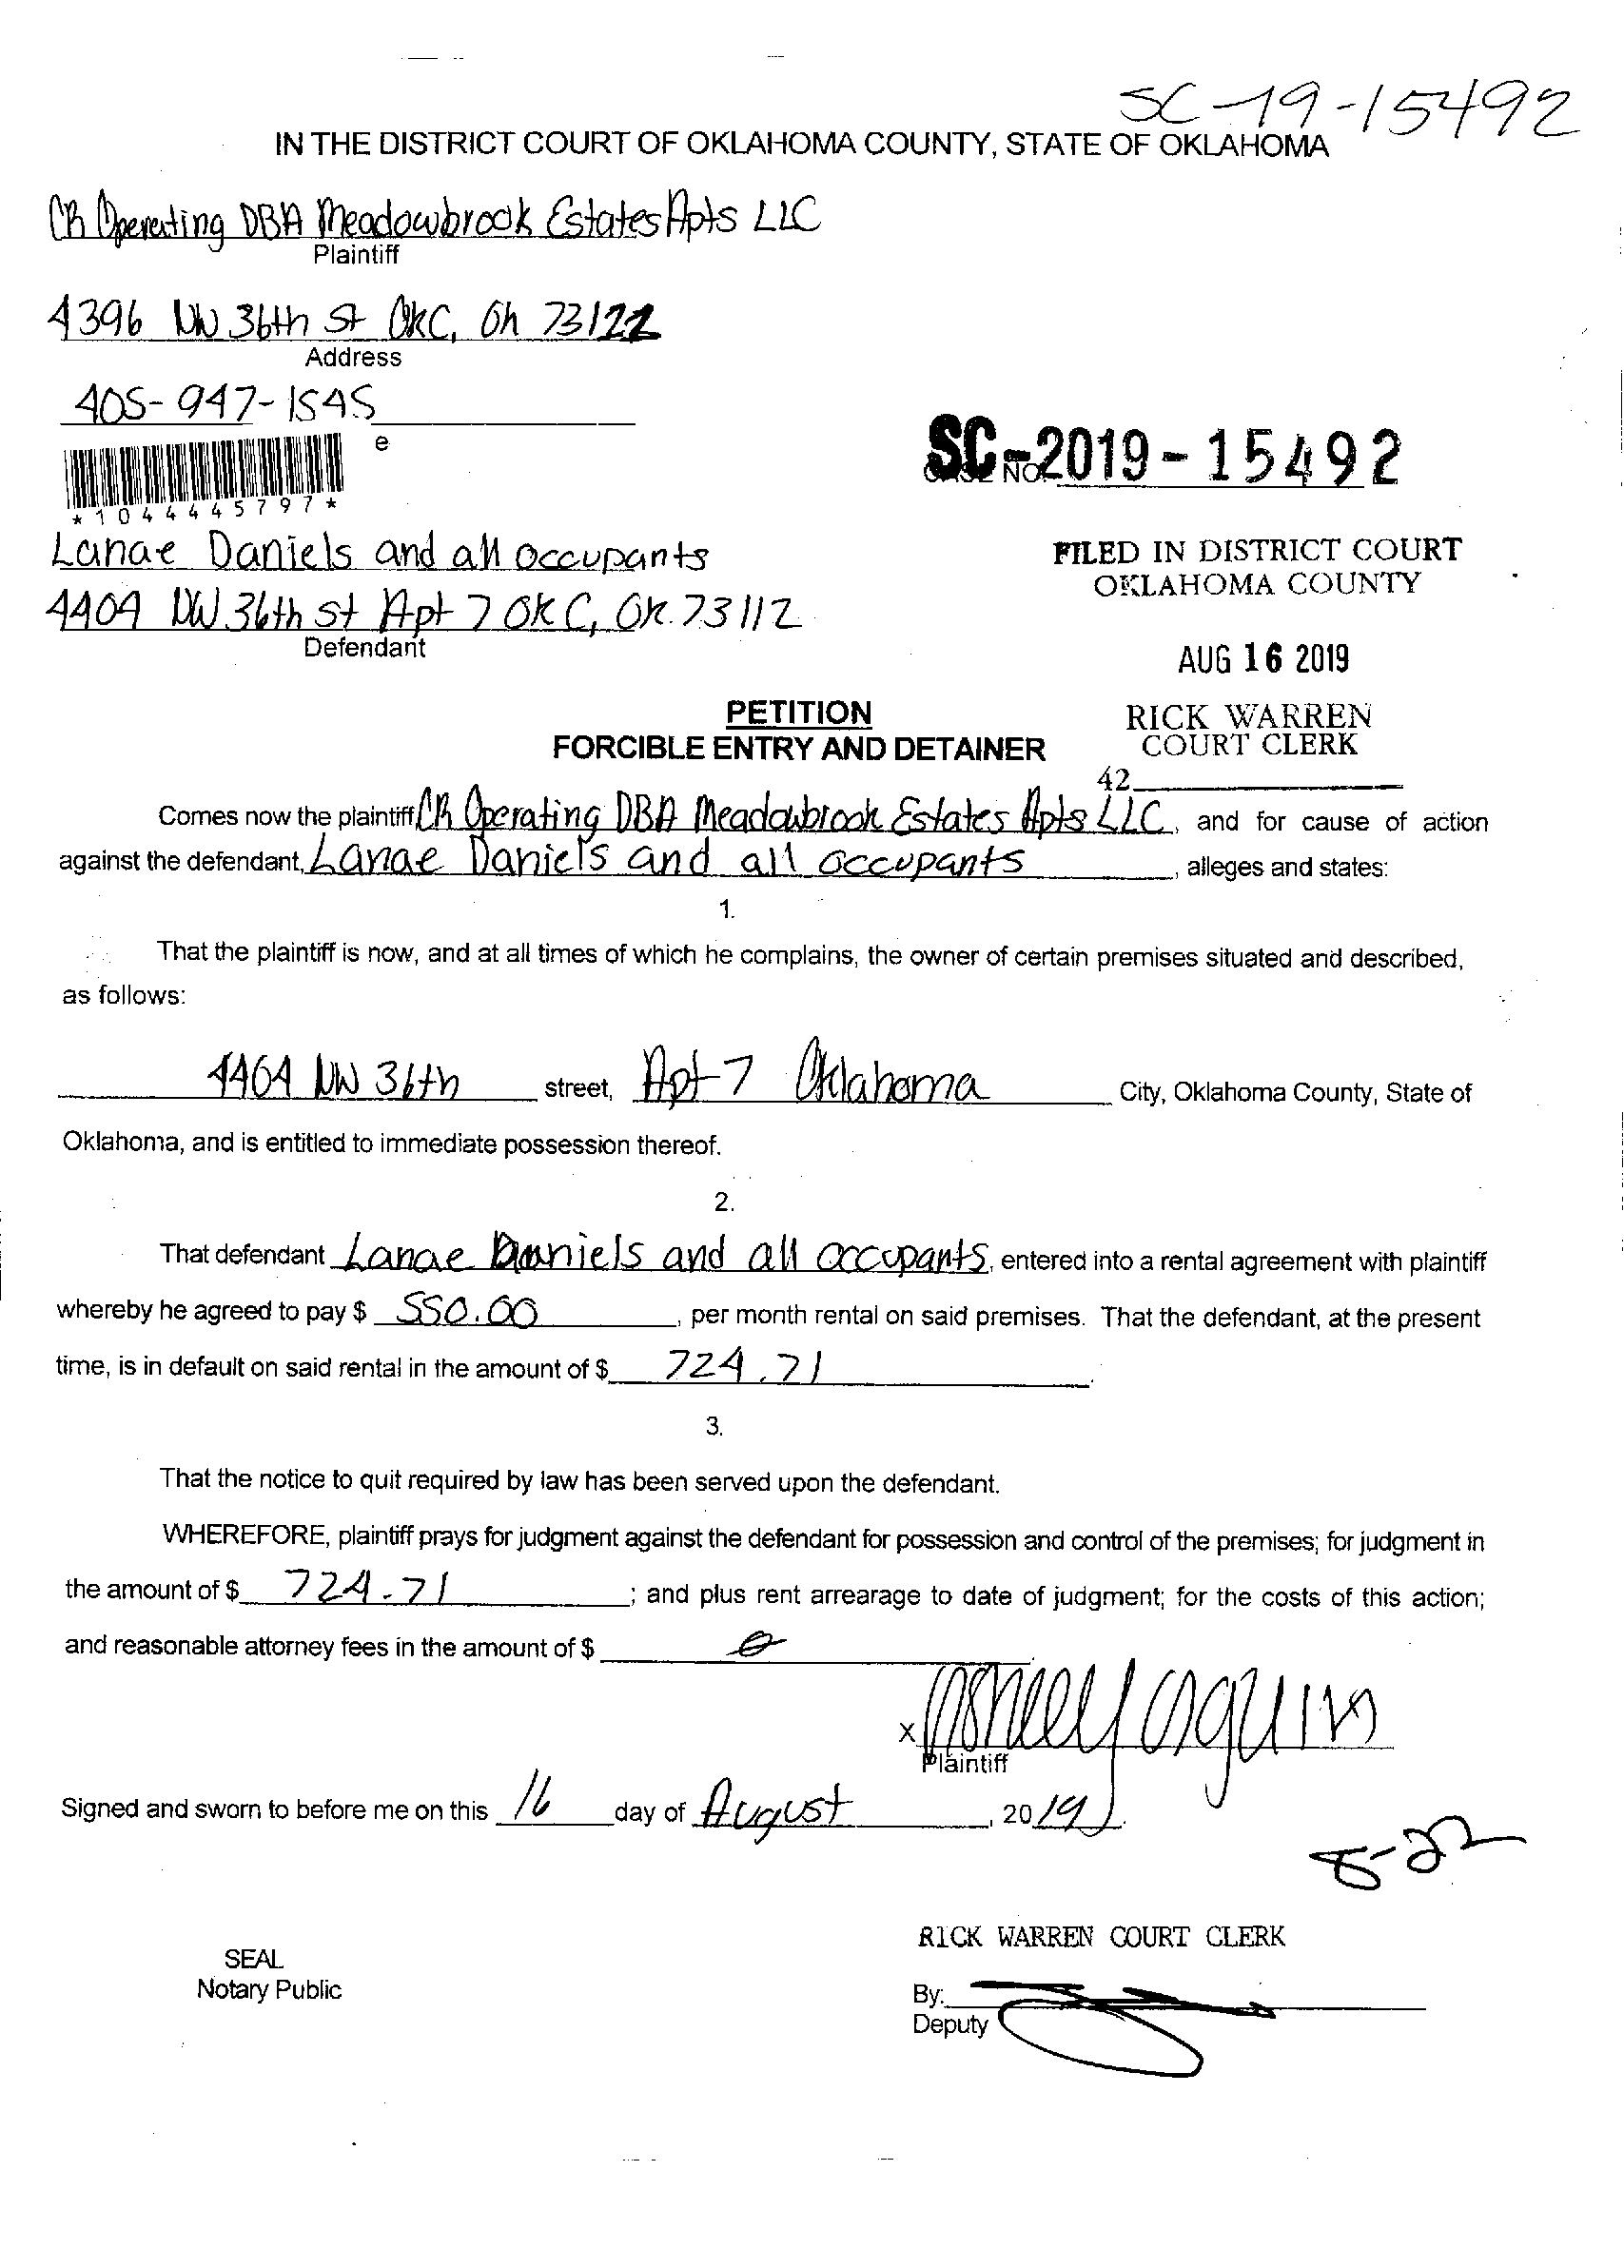 SC-19-15492
IN THE DISTRICT COURT OF OKLAHOMA COUNTY, STATE OF OKLAHOMA
CR Operating DBA Meadowbrook Estates Apts LLC
Plaintiff
4396 NW 36th St OKC, Ok 73122
Address
405-947-1545
e
*1044445797*
SC-2019-15492
NO.
Lanae Daniels and all occupants
4404 NW 36th st Apt 7 OKC, OK 73112
Defendant
FILED IN DISTRICT COURT
OKLAHOMA COUNTY
AUG 16 2019
RICK WARREN
COURT CLERK
42
PETITION
FORCIBLE ENTRY AND DETAINER
Comes now the plaintiff CR Operating DBA Meadowbrook Estates Apts LLC, and for cause of action
against the defendant, Lanae Daniels and all occupants, alleges and states:
1.
That the plaintiff is now, and at all times of which he complains, the owner of certain premises situated and described,
as follows:
4404 NW 36th street, Apt 7 Oklahoma City, Oklahoma County, State of
Oklahoma, and is entitled to immediate possession thereof.
2.
That defendant Lanae Daniels and all occupants, entered into a rental agreement with plaintiff
whereby he agreed to pay $ 550.00, per month rental on said premises. That the defendant, at the present
time, is in default on said rental in the amount of $ 724.71.
3.
That the notice to quit required by law has been served upon the defendant.
WHEREFORE, plaintiff prays for judgment against the defendant for possession and control of the premises; for judgment in
the amount of $ 724.71; and plus rent arrearage to date of judgment; for the costs of this action;
and reasonable attorney fees in the amount of $ 0
X
Plaintiff
Signed and sworn to before me on this 16 day of August, 2019.
8-22
RICK WARREN COURT CLERK
SEAL
Notary Public
By:
Deputy